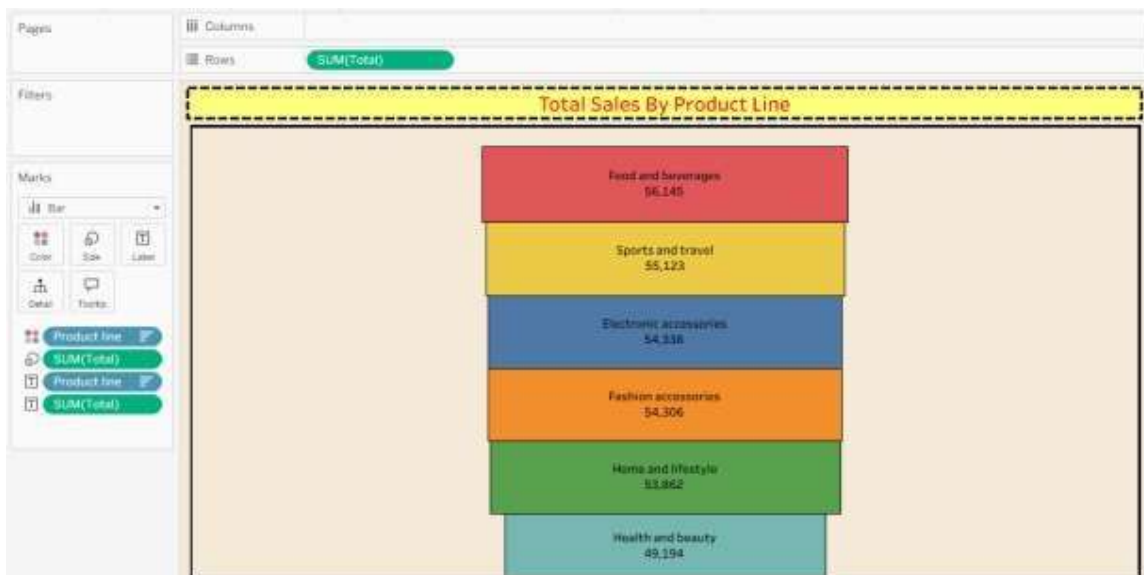 Pages
Columns
Rows
SUM(Total)
Filters
Total Sales By Product Line
Marks
Bar
Color
Size
Label
Detail
Tooltip
Product line
SUM(Total)
Product line
SUM(Total)
Food and beverages
56,145
Sports and travel
55,123
Electronic accessories
Fashion accessories
54,306
Home and lifestyle
53,862
Health and beauty
49,194